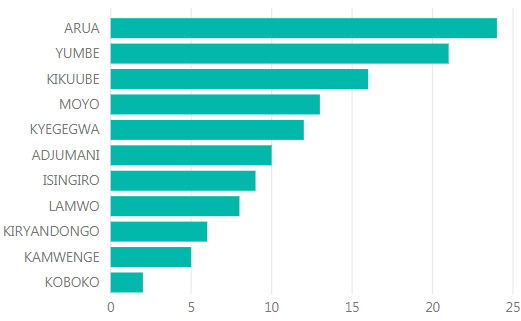 ARUA
YUMBE
KIKUUBE
MOYO
KYEGEGWA
ADJUMANI
ISINGIRO
LAMWO
KIRYANDONGO
KAMWENGE
KOBOKO
0 5 10 15 20 25